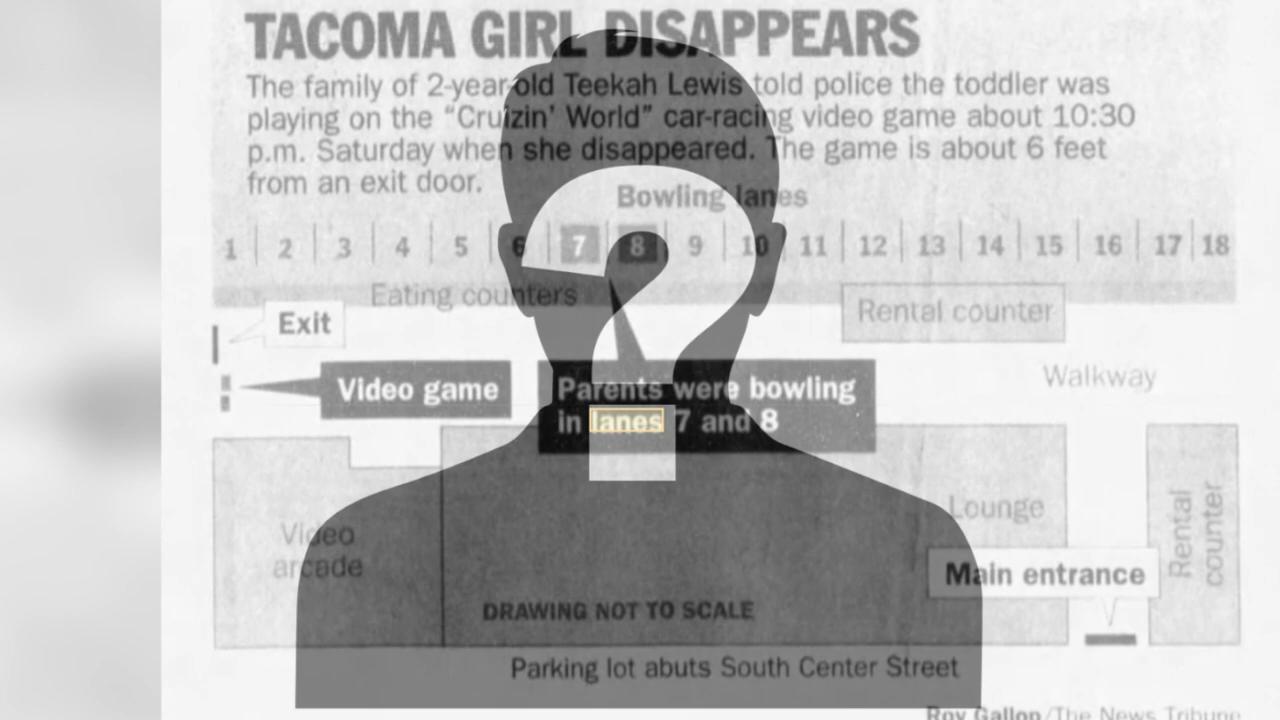 TACOMA GIRL DISAPPEARS
The family of 2-year-old Teekah Lewis told police the toddler was
playing on the “Cruizin’ World” car-racing video game about 10:30
p.m. Saturday when she disappeared. The game is about 6 feet
from an exit door.
Bowling lanes
1 2 3 4 5 6 7 8 9 10 11 12 13 14 15 16 17 18
Eating counters
Rental counter
Exit
Walkway
Video game
Parents were bowling
in lanes 7 and 8
Video
arcade
Lounge
Rental
counter
Main entrance
DRAWING NOT TO SCALE
Parking lot abuts South Center Street
Roy Gallop/The News Tribune